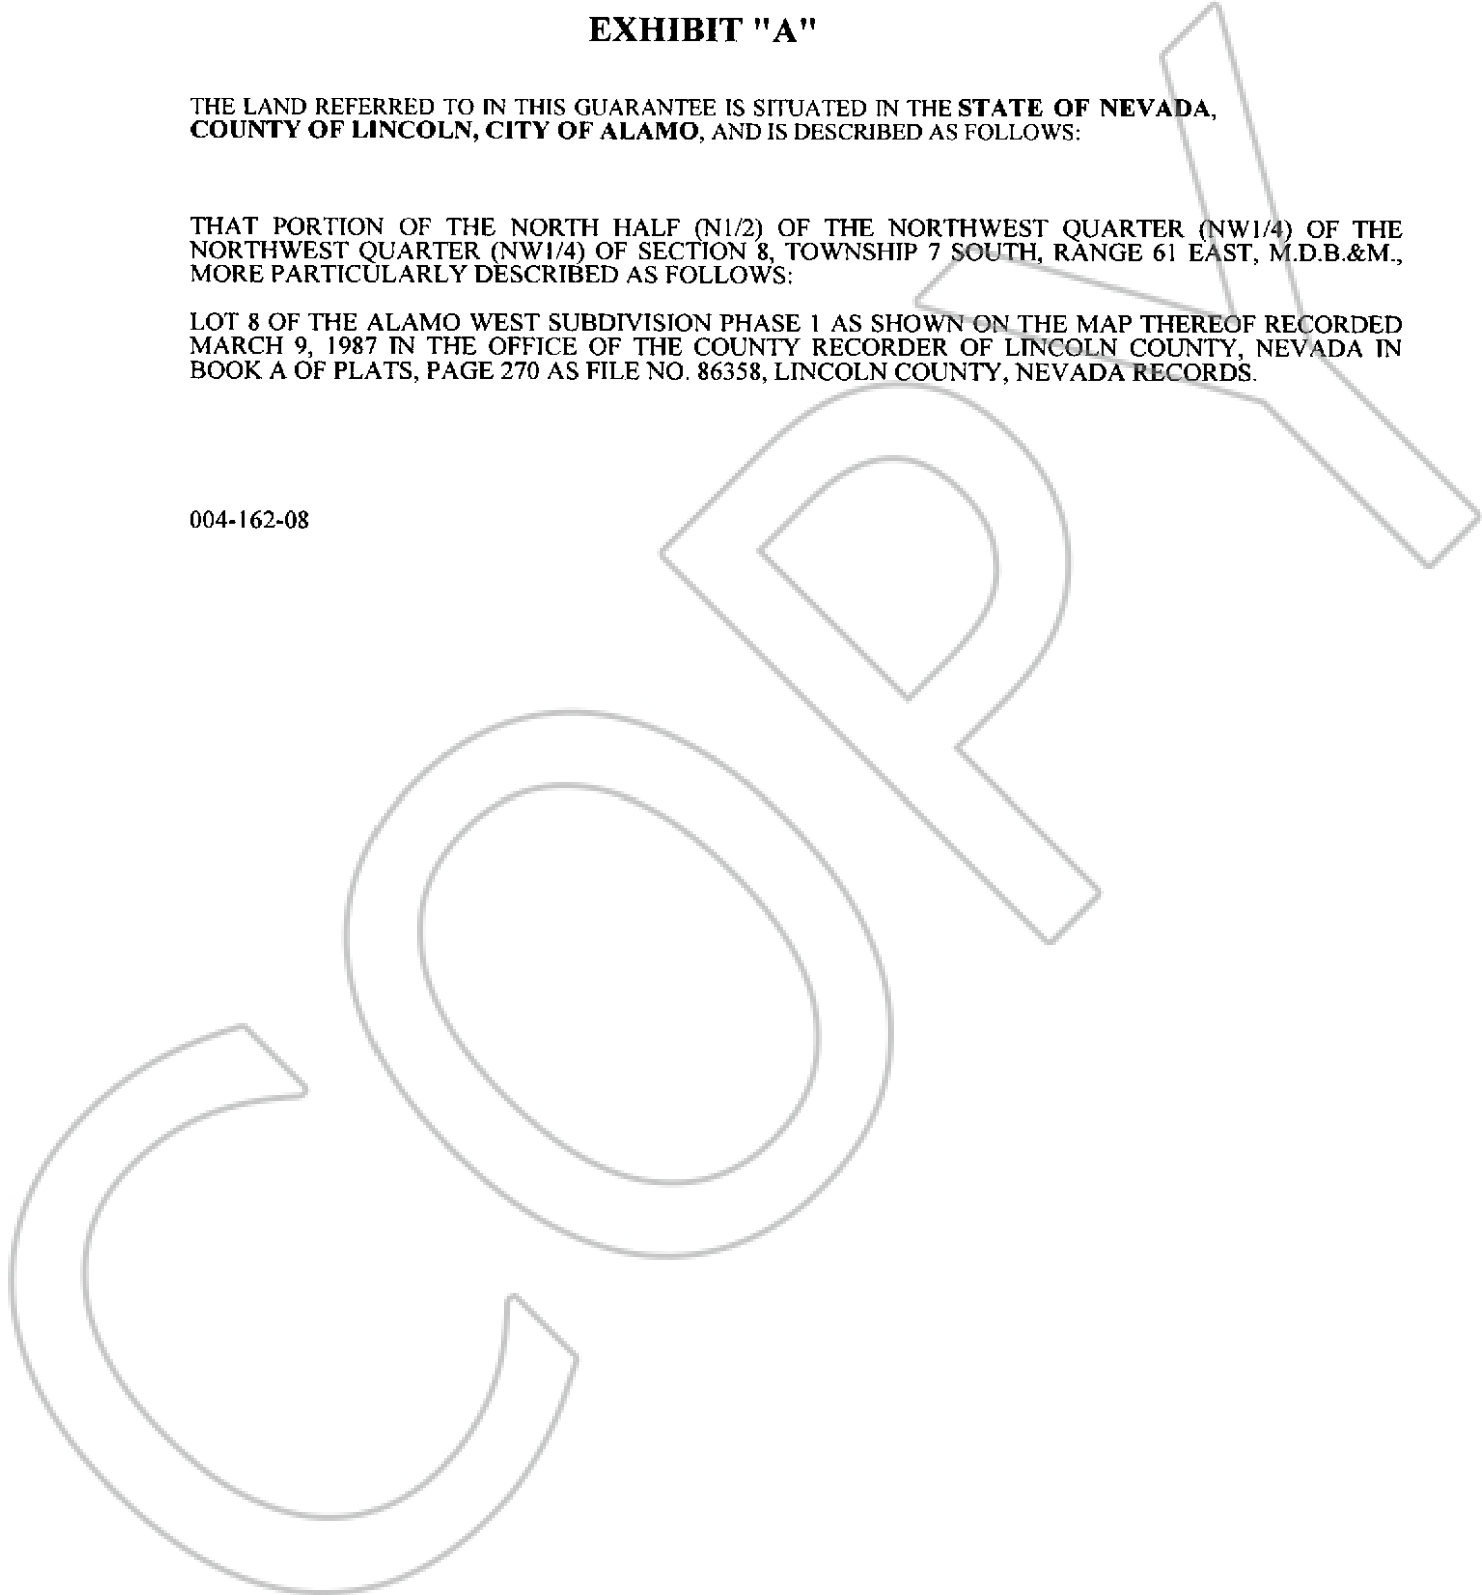 EXHIBIT "A"
THE LAND REFERRED TO IN THIS GUARANTEE IS SITUATED IN THE STATE OF NEVADA,
COUNTY OF LINCOLN, CITY OF ALAMO, AND IS DESCRIBED AS FOLLOWS:
THAT PORTION OF THE NORTH HALF (N1/2) OF THE NORTHWEST QUARTER (NW1/4) OF THE
NORTHWEST QUARTER (NW1/4) OF SECTION 8, TOWNSHIP 7 SOUTH, RANGE 61 EAST, M.D.B.&M.,
MORE PARTICULARLY DESCRIBED AS FOLLOWS:
LOT 8 OF THE ALAMO WEST SUBDIVISION PHASE 1 AS SHOWN ON THE MAP THEREOF RECORDED
MARCH 9, 1987 IN THE OFFICE OF THE COUNTY RECORDER OF LINCOLN COUNTY, NEVADA IN
BOOK A OF PLATS, PAGE 270 AS FILE NO. 86358, LINCOLN COUNTY, NEVADA RECORDS.
004-162-08
COPY